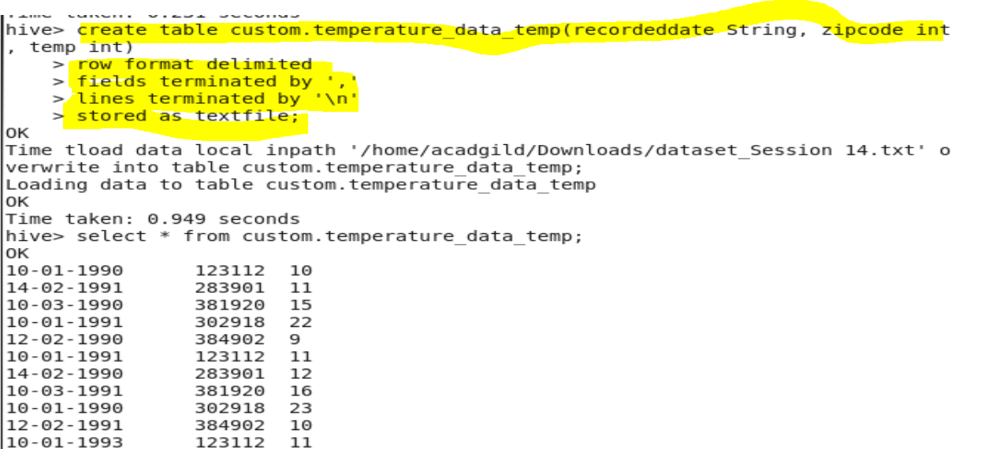 hive> create table custom.temperature_data_temp(recordeddate String, zipcode int
, temp int)
    > row format delimited
    > fields terminated by ','
    > lines terminated by '\n'
    > stored as textfile;
OK
Time tload data local inpath '/home/acadgild/Downloads/dataset_Session 14.txt' o
verwrite into table custom.temperature_data_temp;
Loading data to table custom.temperature_data_temp
OK
Time taken: 0.949 seconds
hive> select * from custom.temperature_data_temp;
OK
10-01-1990      123112  10
14-02-1991      283901  11
10-03-1990      381920  15
10-01-1991      302918  22
12-02-1990      384902  9
10-01-1991      123112  11
14-02-1990      283901  12
10-03-1991      381920  16
10-01-1990      302918  23
12-02-1991      384902  10
10-01-1993      123112  11